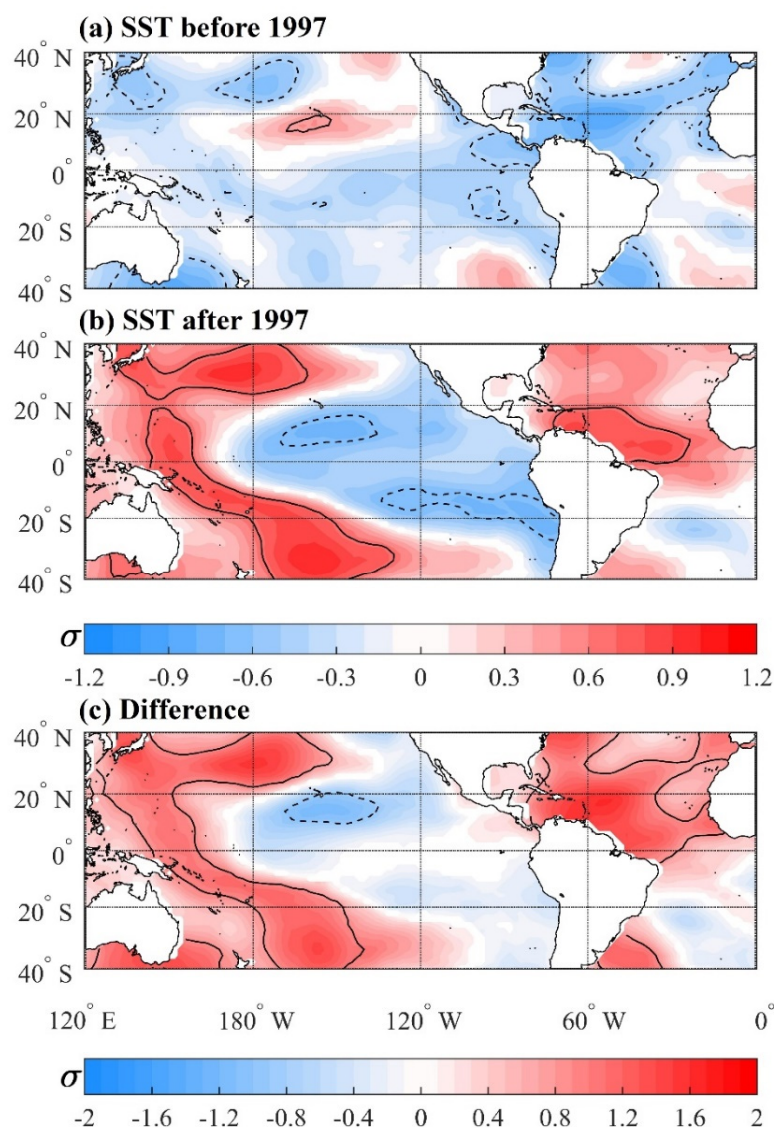 (a) SST before 1997
40° N
20° N
0°
20° S
40° S
(b) SST after 1997
40° N
20° N
0°
20° S
40° S
σ
-1.2 -0.9 -0.6 -0.3 0 0.3 0.6 0.9 1.2
(c) Difference
40° N
20° N
0°
20° S
40° S
120° E 180° W 120° W 60° W 0°
σ
-2 -1.6 -1.2 -0.8 -0.4 0 0.4 0.8 1.2 1.6 2